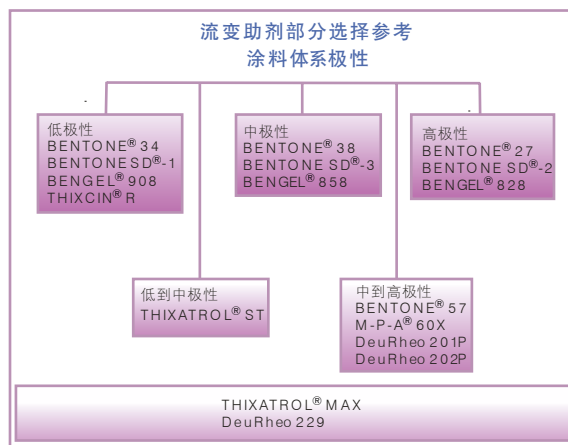 流变助剂部分选择参考
涂料体系极性
低极性
BENTONE® 34
BENTONE SD®-1
BENGEL® 908
THIXCIN® R
中极性
BENTONE® 38
BENTONE SD®-3
BENGEL® 858
高极性
BENTONE® 27
BENTONE SD®-2
BENGEL® 828
低到中极性
THIXATROL® ST
中到高极性
BENTONE® 57
M-P-A® 60X
DeuRheo 201P
DeuRheo 202P
THIXATROL® MAX
DeuRheo 229